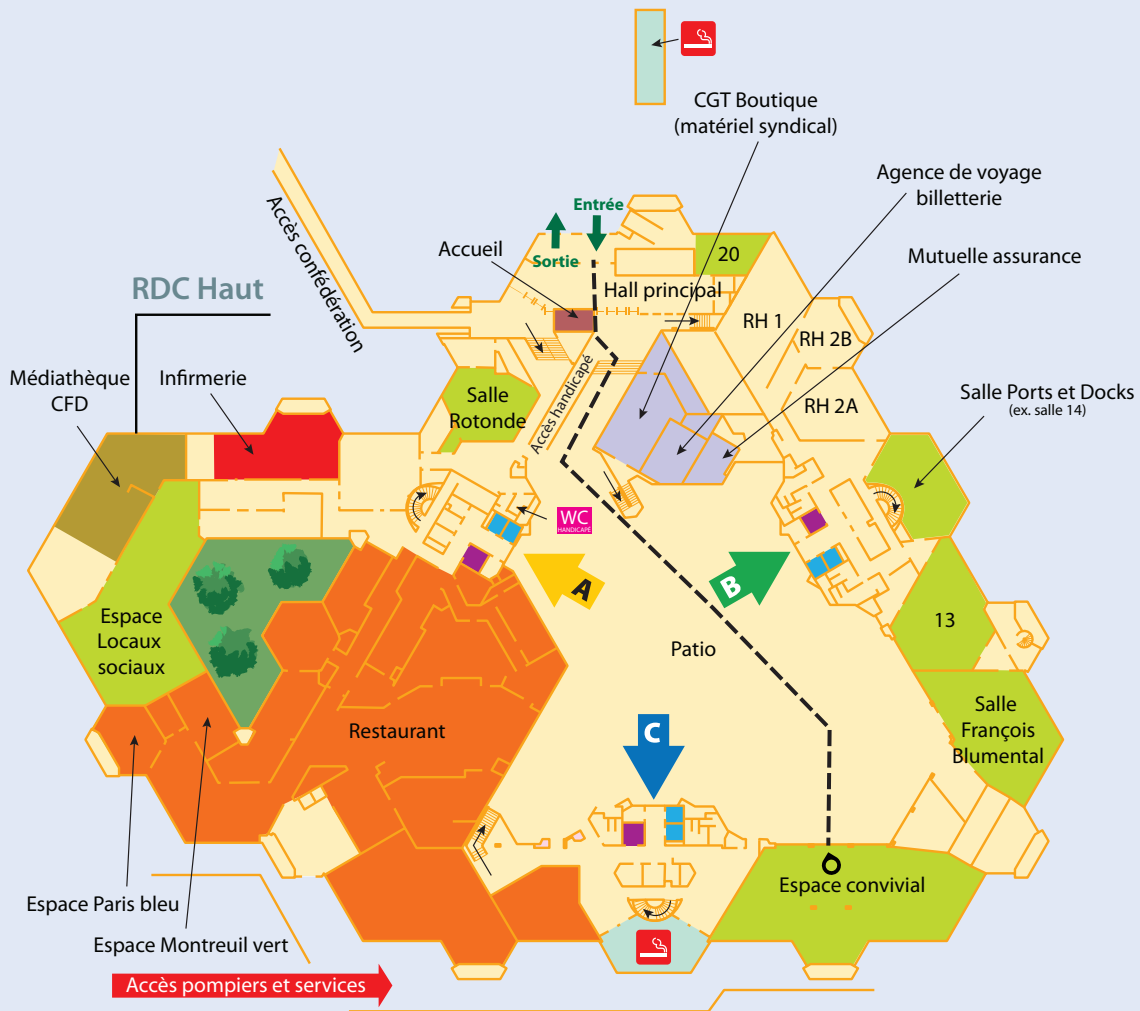 CGT Boutique
(matériel syndical)
Agence de voyage
billetterie
Mutuelle assurance
Accès confédération
Entrée
Sortie
Accueil
Hall principal
20
RDC Haut
RH 1
RH 2B
RH 2A
Médiathèque
CFD
Infirmerie
Salle
Rotonde
Accès handicapé
Salle Ports et Docks
(ex. salle 14)
WC
HANDICAPÉ
A
B
13
Espace
Locaux
sociaux
Patio
Restaurant
C
Salle
François
Blumental
Espace convivial
Espace Paris bleu
Espace Montreuil vert
Accès pompiers et services